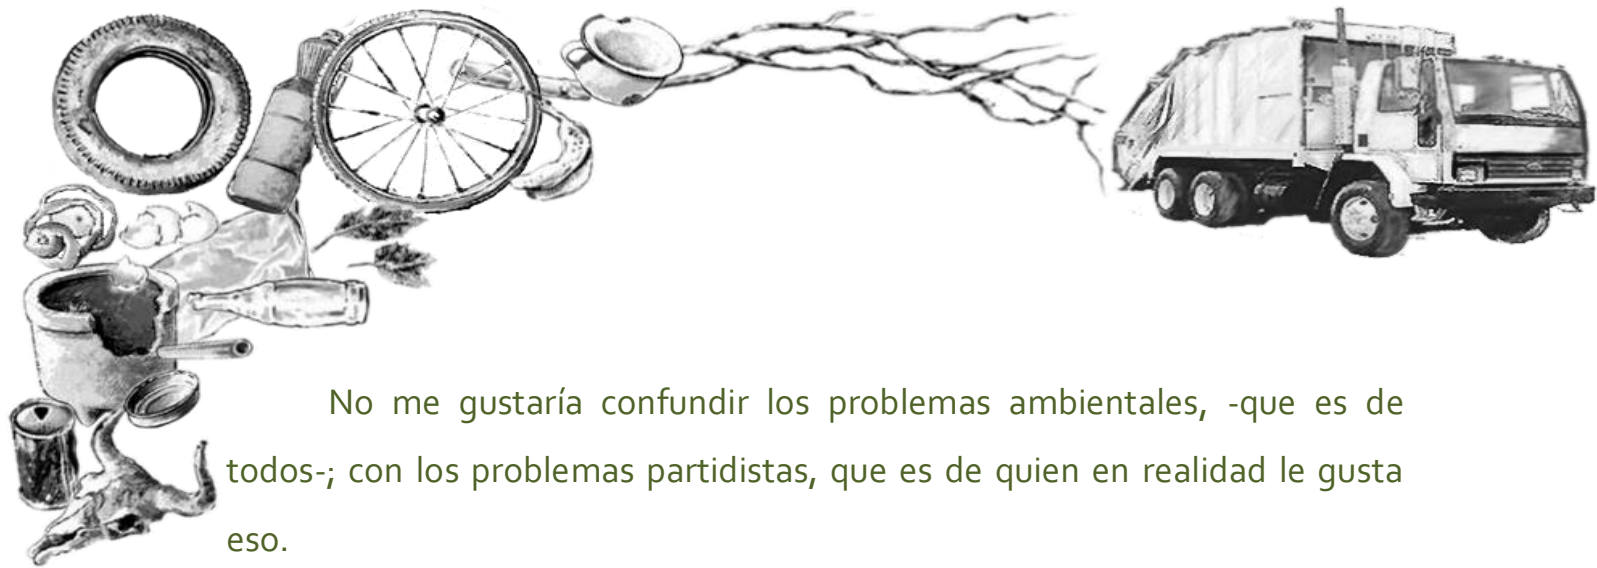 No me gustaría confundir los problemas ambientales, -que es de
todos-; con los problemas partidistas, que es de quien en realidad le gusta
eso.